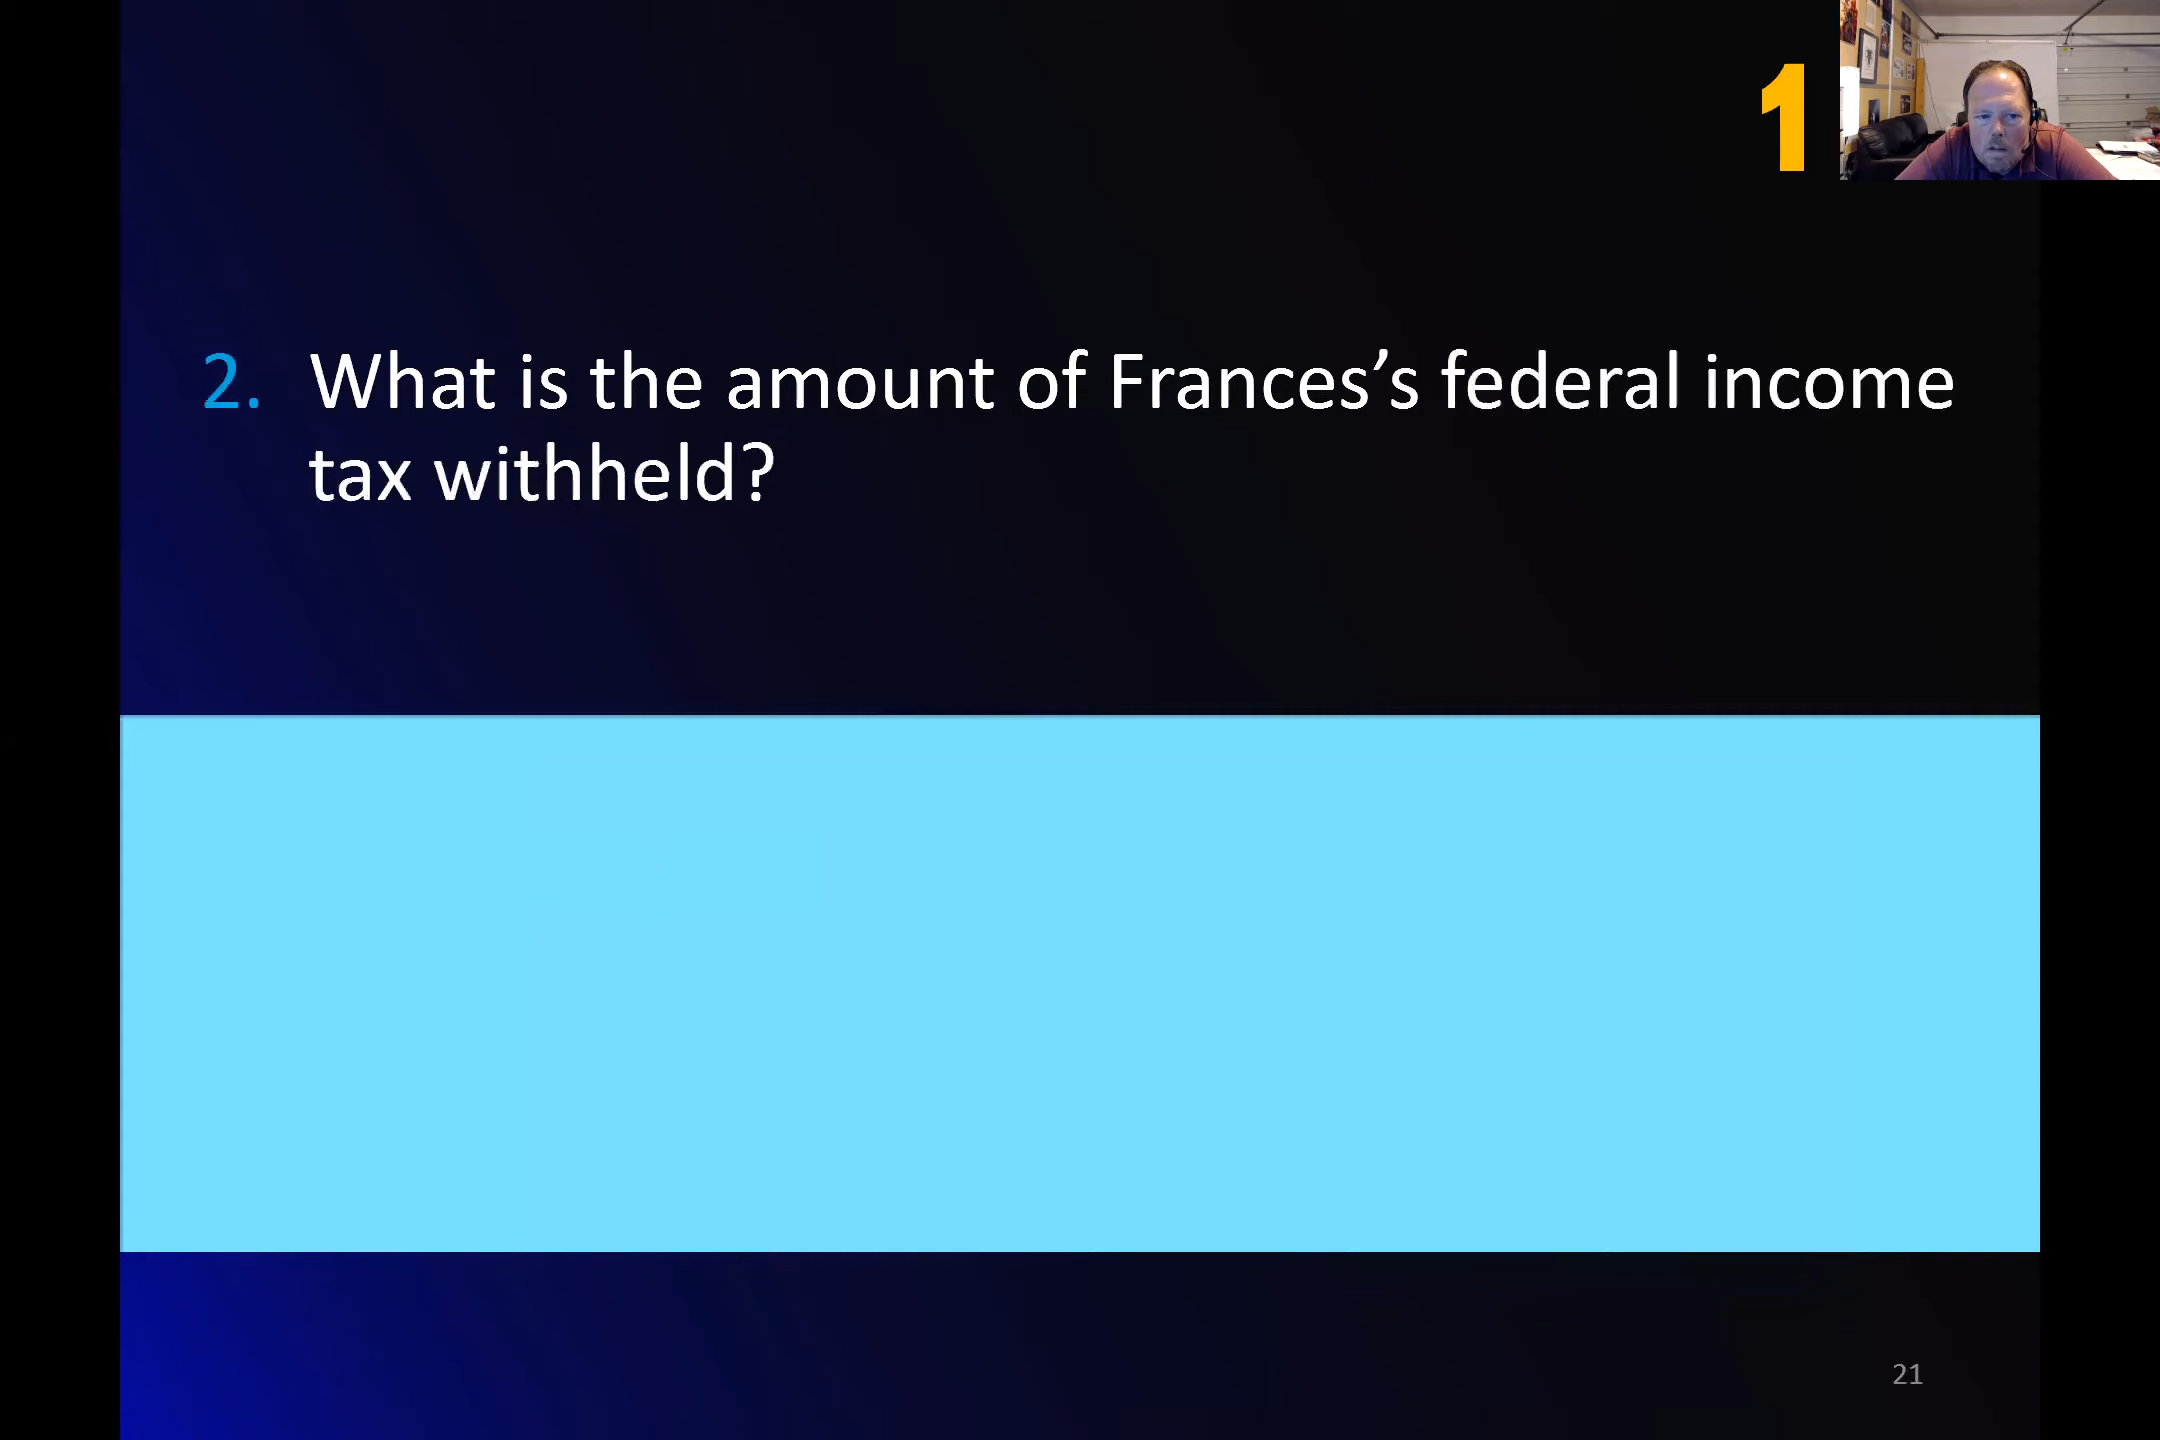 1
2. What is the amount of Frances’s federal income
tax withheld?
21